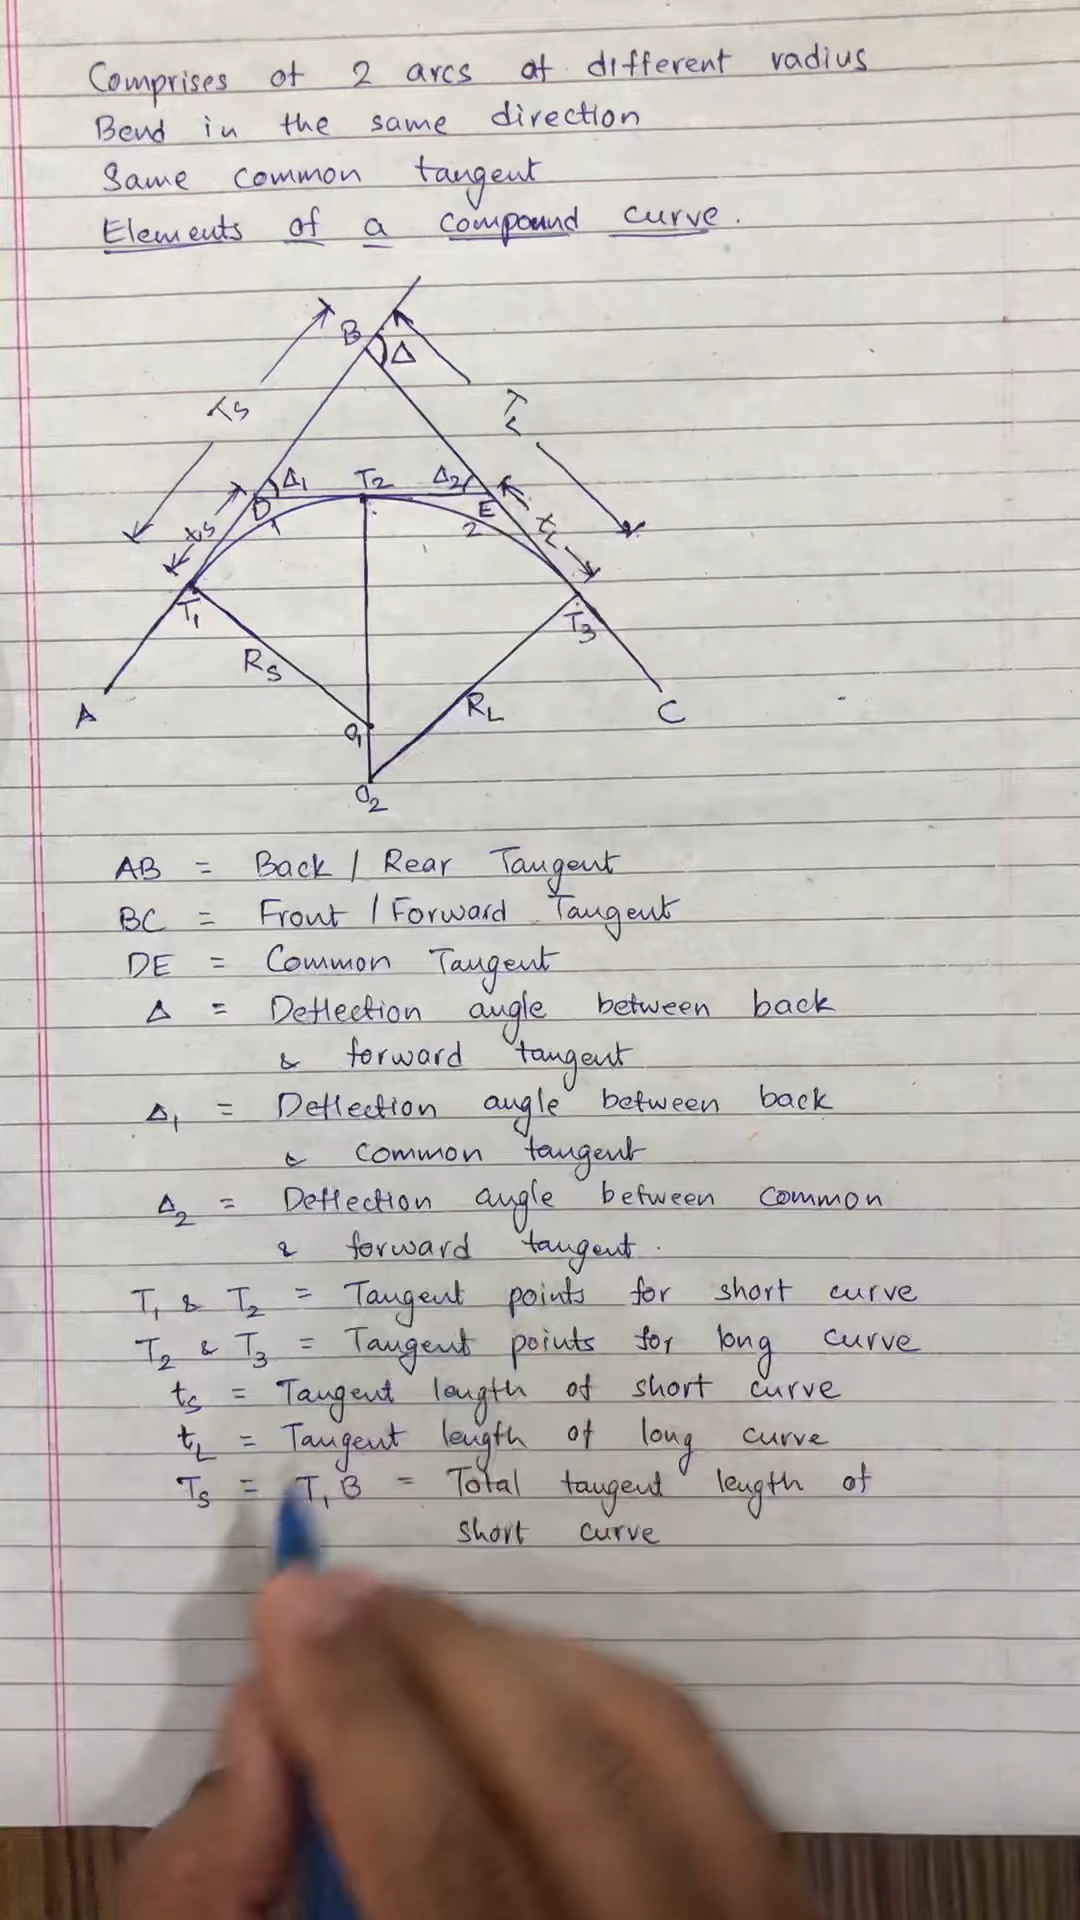 Comprises of 2 arcs of different radius
Bend in the same direction
Same common tangent
Elements of a compound curve.
B
Δ
Ts
TL
Δ1
T2
Δ2
D
E
ts
1
2
tL
T1
T3
Rs
RL
A
C
O1
O2
AB = Back / Rear Tangent
BC = Front / Forward Tangent
DE = Common Tangent
Δ = Deflection angle between back
& forward tangent
Δ1 = Deflection angle between back
& common tangent
Δ2 = Deflection angle between common
& forward tangent.
T1 & T2 = Tangent points for short curve
T2 & T3 = Tangent points for long curve
ts = Tangent length of short curve
tL = Tangent length of long curve
Ts = T1B = Total tangent length of
short curve